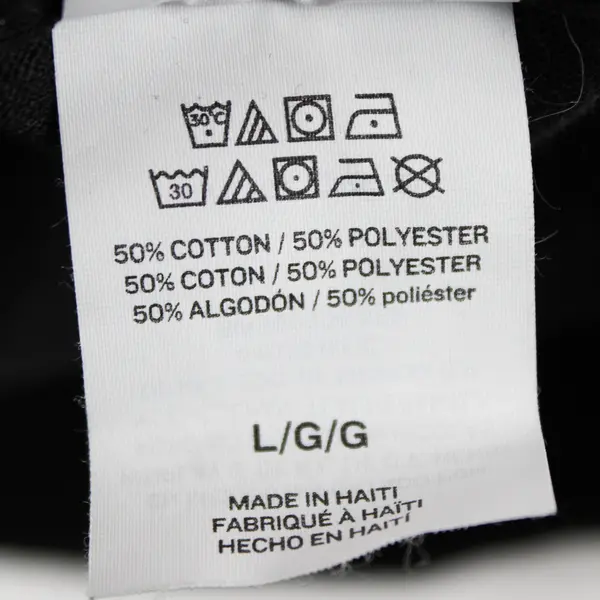 30°C
30
50% COTTON / 50% POLYESTER
50% COTON / 50% POLYESTER
50% ALGODÓN / 50% poliéster
L/G/G
MADE IN HAITI
FABRIQUÉ À HAÏTI
HECHO EN HAITÍ